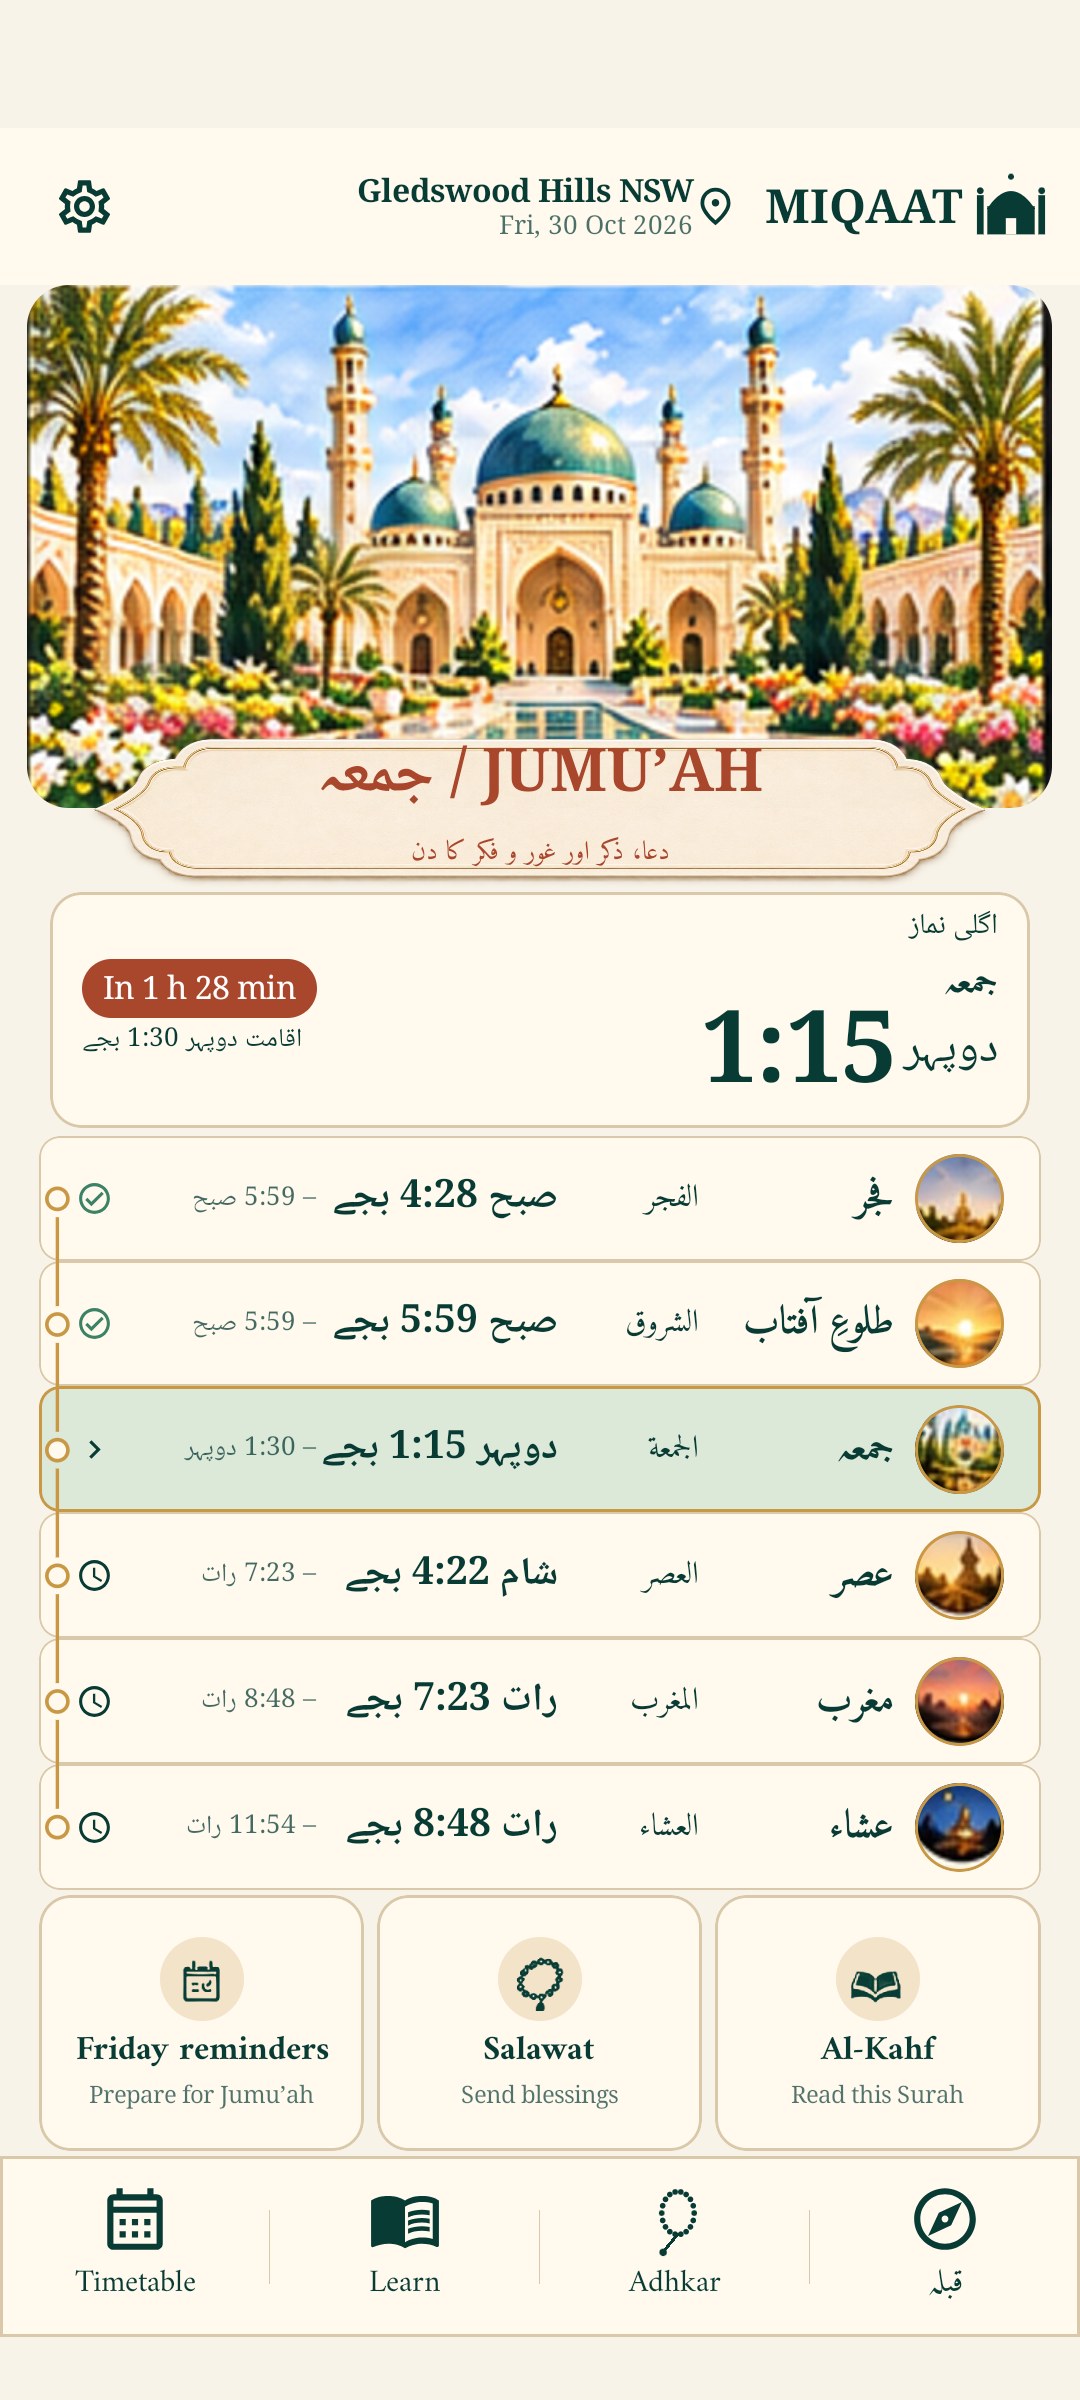 MIQAAT
Gledswood Hills NSW
Fri, 30 Oct 2026
جمعہ / JUMU’AH
دعا، ذکر اور غور و فکر کا دن
اگلی نماز
جمعہ
دوپہر 1:15
In 1 h 28 min
اقامت دوپہر 1:30 بجے
فجر الفجر صبح 4:28 بجے – 5:59 صبح
طلوعِ آفتاب الشروق صبح 5:59 بجے – 5:59 صبح
جمعہ الجمعة دوپہر 1:15 بجے – 1:30 دوپہر
عصر العصر شام 4:22 بجے – 7:23 رات
مغرب المغرب رات 7:23 بجے – 8:48 رات
عشاء العشاء رات 8:48 بجے – 11:54 رات
Al-Kahf
Read this Surah
Salawat
Send blessings
Friday reminders
Prepare for Jumu’ah
قبلہ
Adhkar
Learn
Timetable